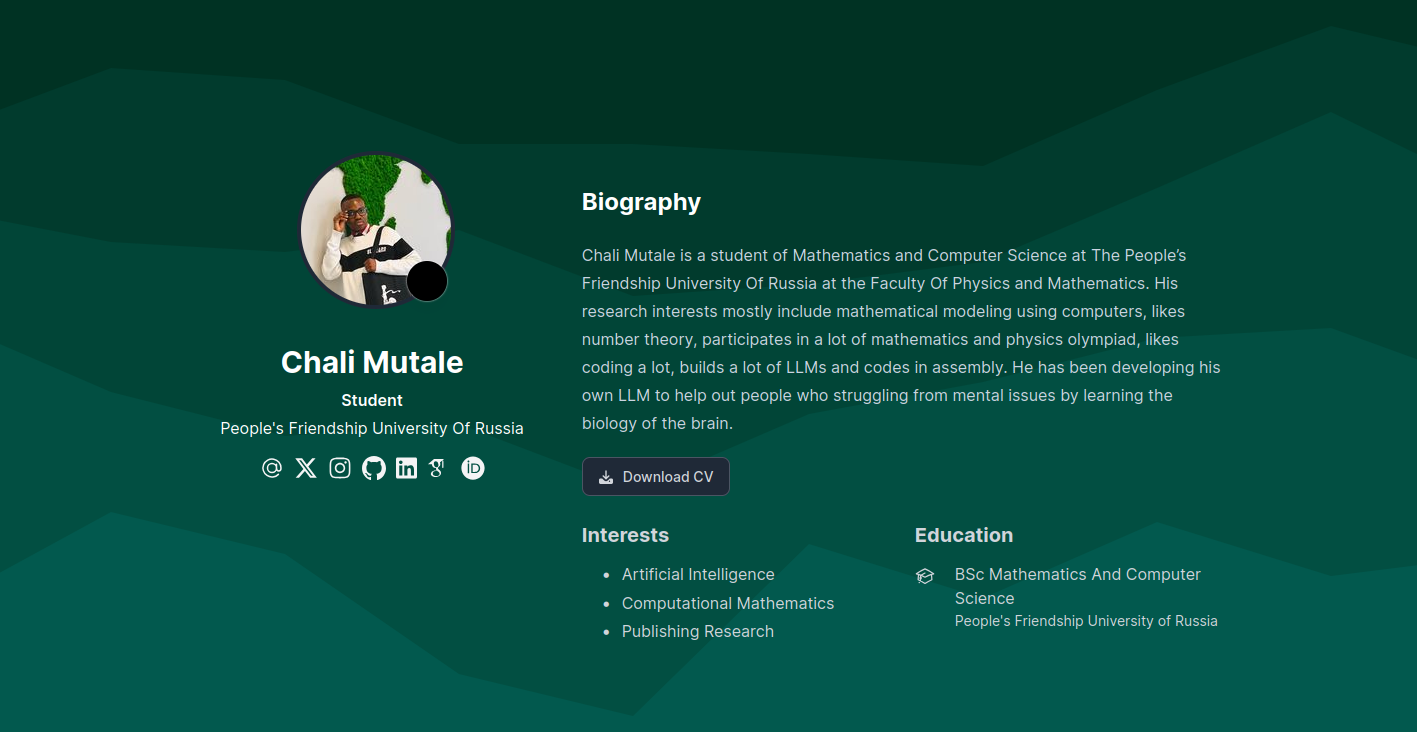 Biography
Chali Mutale is a student of Mathematics and Computer Science at The People’s
Friendship University Of Russia at the Faculty Of Physics and Mathematics. His
research interests mostly include mathematical modeling using computers, likes
number theory, participates in a lot of mathematics and physics olympiad, likes
coding a lot, builds a lot of LLMs and codes in assembly. He has been developing his
own LLM to help out people who struggling from mental issues by learning the
biology of the brain.
Chali Mutale
Student
People's Friendship University Of Russia
iD
Download CV
Interests
Artificial Intelligence
Computational Mathematics
Publishing Research
Education
BSc Mathematics And Computer
Science
People's Friendship University of Russia